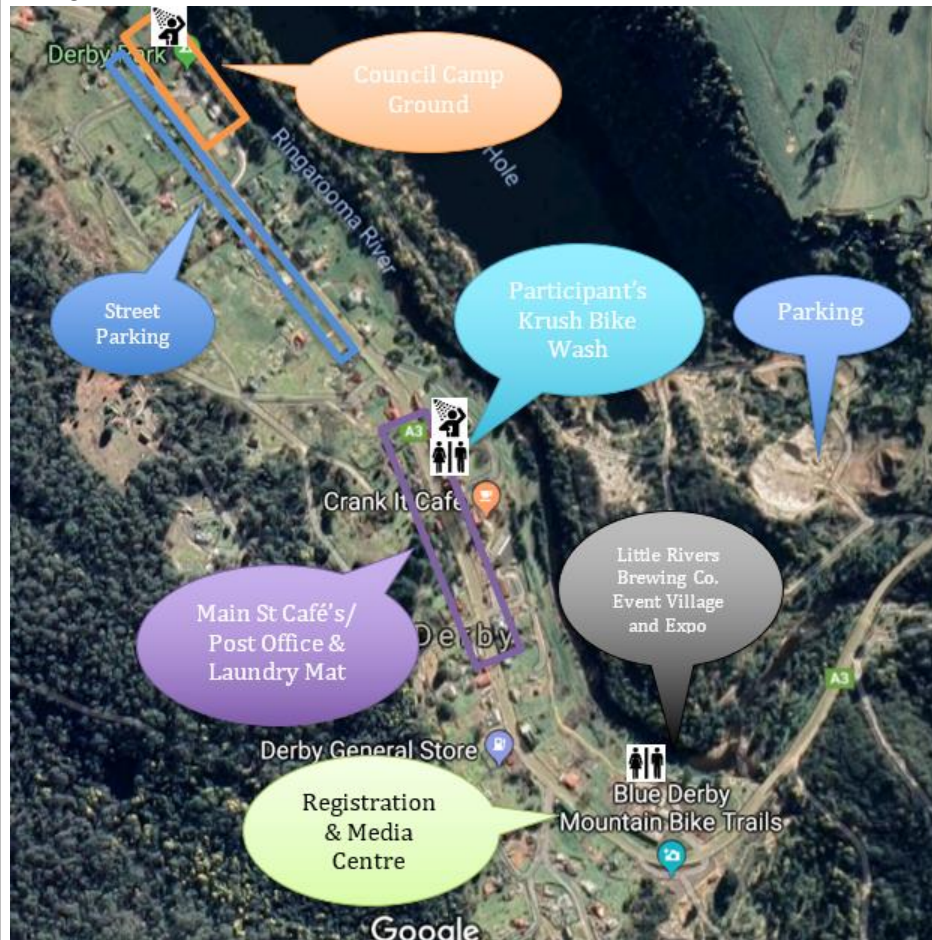 Derby Park
Council Camp
Ground
Hole
Ringarooma River
Street
Parking
Participant's
Krush Bike
Wash
Parking
A3
Crank It Cafe
Main St Café's/
Post Office &
Laundry Mat
Derby
Little Rivers
Brewing Co.
Event Village
and Expo
A3
Derby General Store
Registration
& Media
Centre
Blue Derby
Mountain Bike Trails
Google